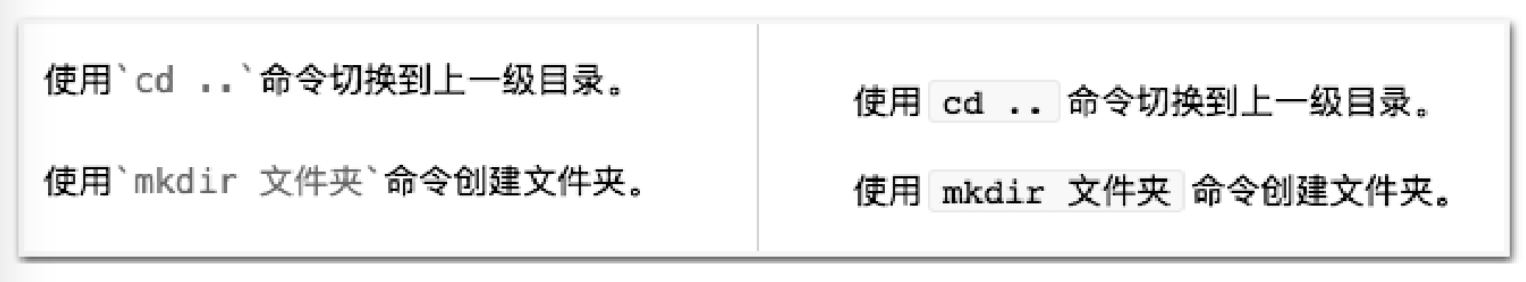 使用`cd ..`命令切换到上一级目录。
使用`mkdir 文件夹`命令创建文件夹。
使用 cd .. 命令切换到上一级目录。
使用 mkdir 文件夹 命令创建文件夹。